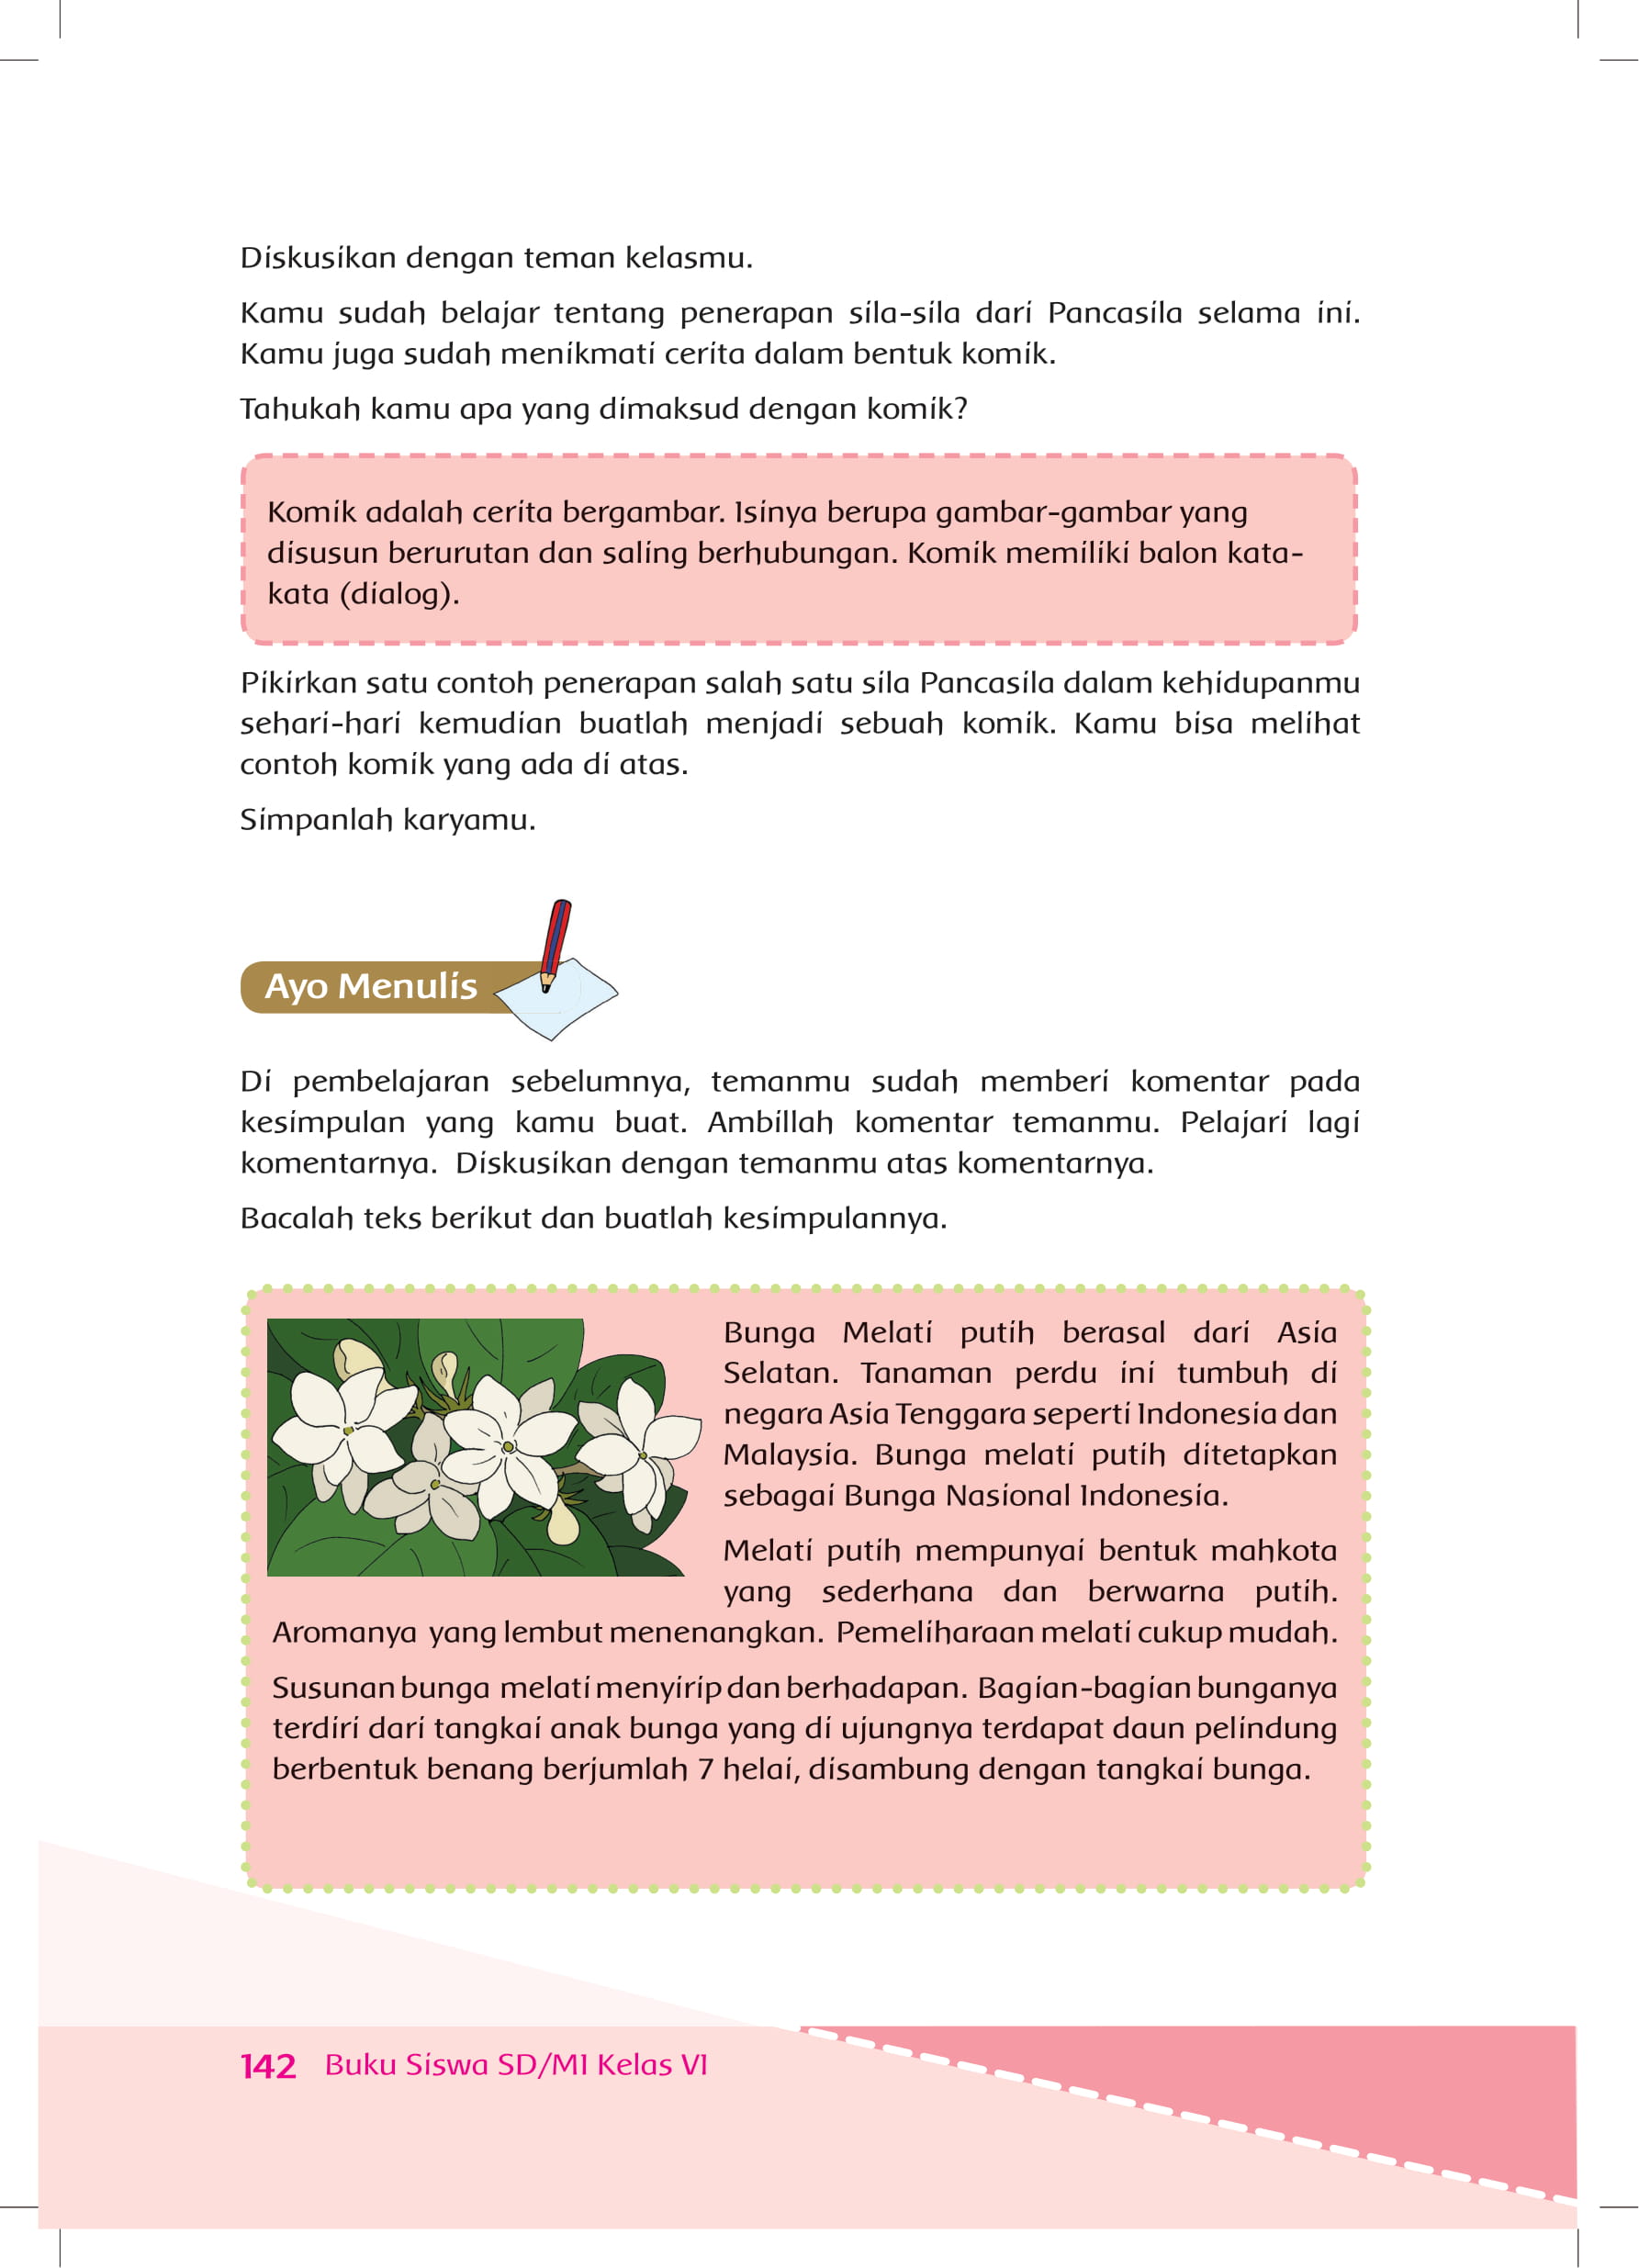 Diskusikan dengan teman kelasmu.
Kamu sudah belajar tentang penerapan sila-sila dari Pancasila selama ini.
Kamu juga sudah menikmati cerita dalam bentuk komik.
Tahukah kamu apa yang dimaksud dengan komik?
Komik adalah cerita bergambar. Isinya berupa gambar-gambar yang
disusun berurutan dan saling berhubungan. Komik memiliki balon kata-
kata (dialog).
Pikirkan satu contoh penerapan salah satu sila Pancasila dalam kehidupanmu
sehari-hari kemudian buatlah menjadi sebuah komik. Kamu bisa melihat
contoh komik yang ada di atas.
Simpanlah karyamu.
Ayo Menulis
Di pembelajaran sebelumnya, temanmu sudah memberi komentar pada
kesimpulan yang kamu buat. Ambillah komentar temanmu. Pelajari lagi
komentarnya. Diskusikan dengan temanmu atas komentarnya.
Bacalah teks berikut dan buatlah kesimpulannya.
Bunga Melati putih berasal dari Asia
Selatan. Tanaman perdu ini tumbuh di
negara Asia Tenggara seperti Indonesia dan
Malaysia. Bunga melati putih ditetapkan
sebagai Bunga Nasional Indonesia.
Melati putih mempunyai bentuk mahkota
yang sederhana dan berwarna putih.
Aromanya yang lembut menenangkan. Pemeliharaan melati cukup mudah.
Susunan bunga melati menyirip dan berhadapan. Bagian-bagian bunganya
terdiri dari tangkai anak bunga yang di ujungnya terdapat daun pelindung
berbentuk benang berjumlah 7 helai, disambung dengan tangkai bunga.
142 Buku Siswa SD/MI Kelas VI